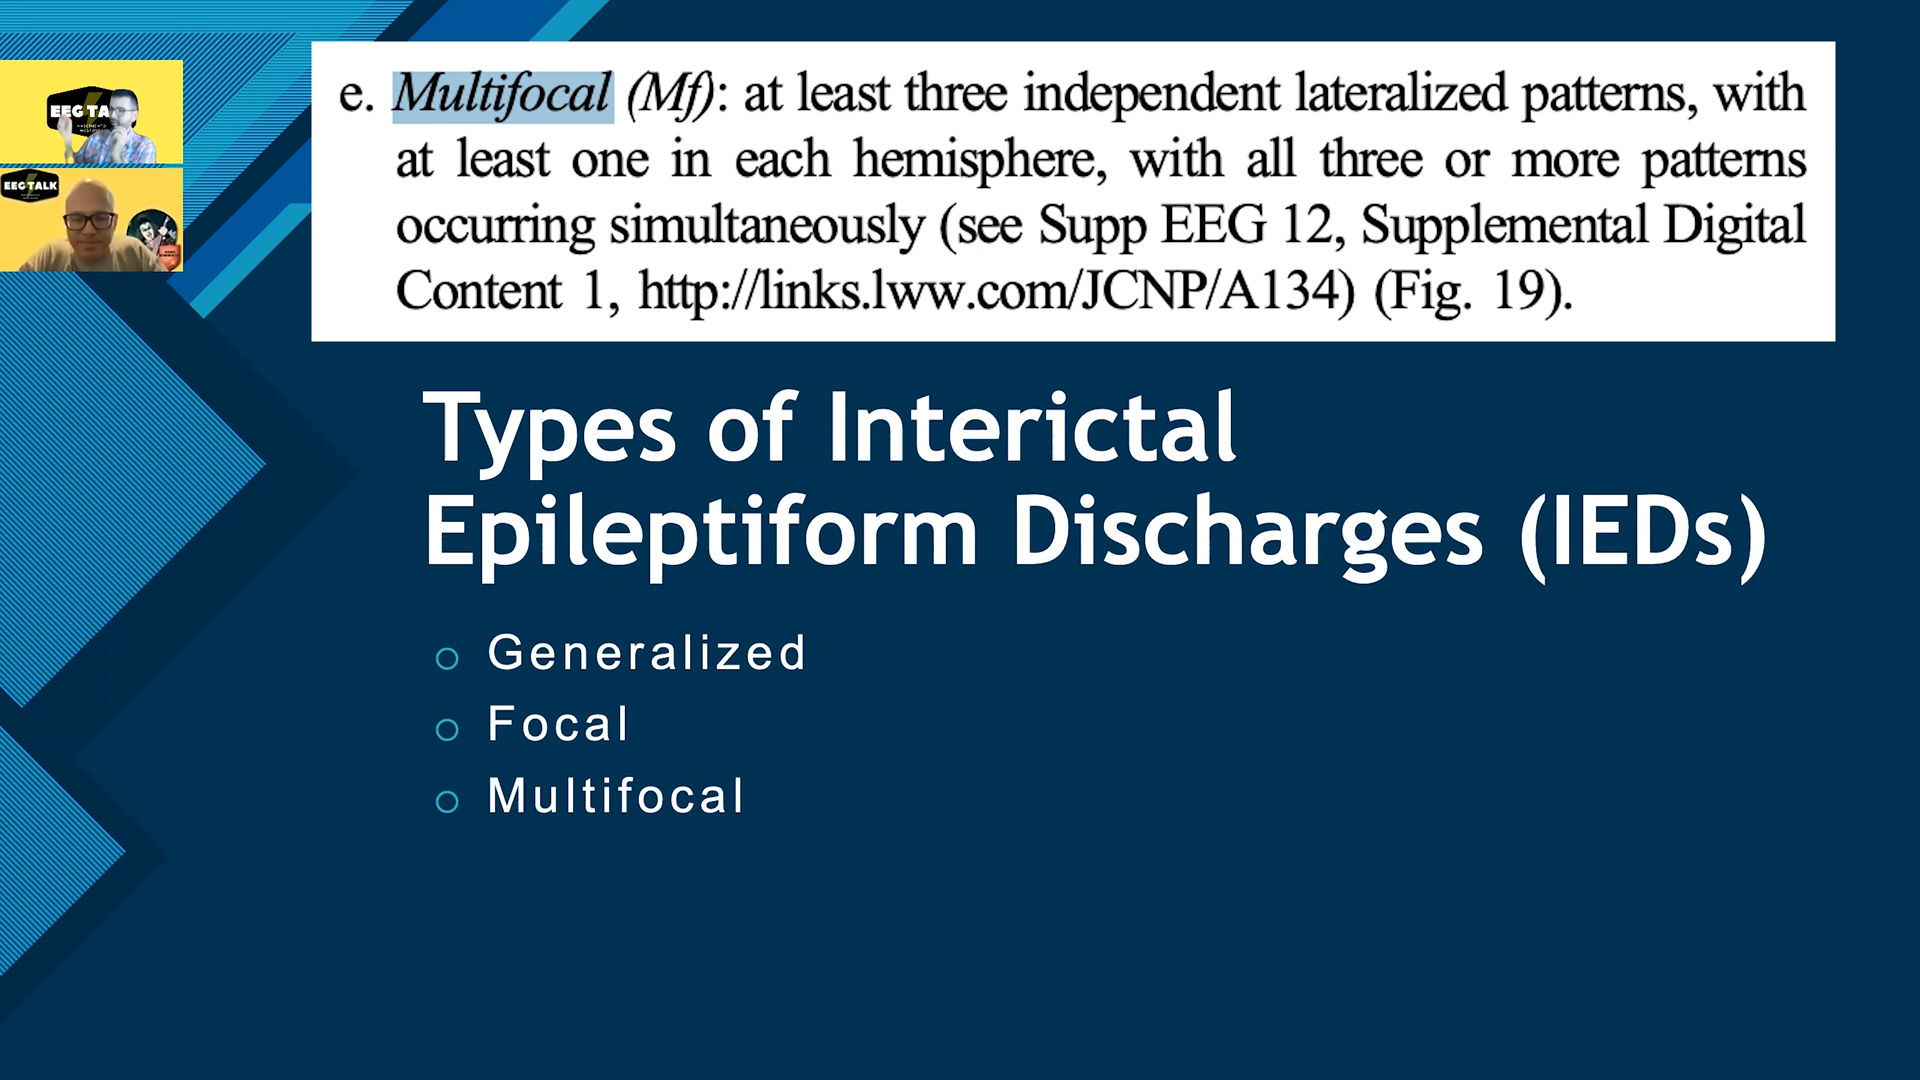 e. Multifocal (Mf): at least three independent lateralized patterns, with
at least one in each hemisphere, with all three or more patterns
occurring simultaneously (see Supp EEG 12, Supplemental Digital
Content 1, http://links.lww.com/JCNP/A134) (Fig. 19).
EEG TA
EEG TALK
Types of Interictal
Epileptiform Discharges (IEDs)
Generalized
Focal
Multifocal